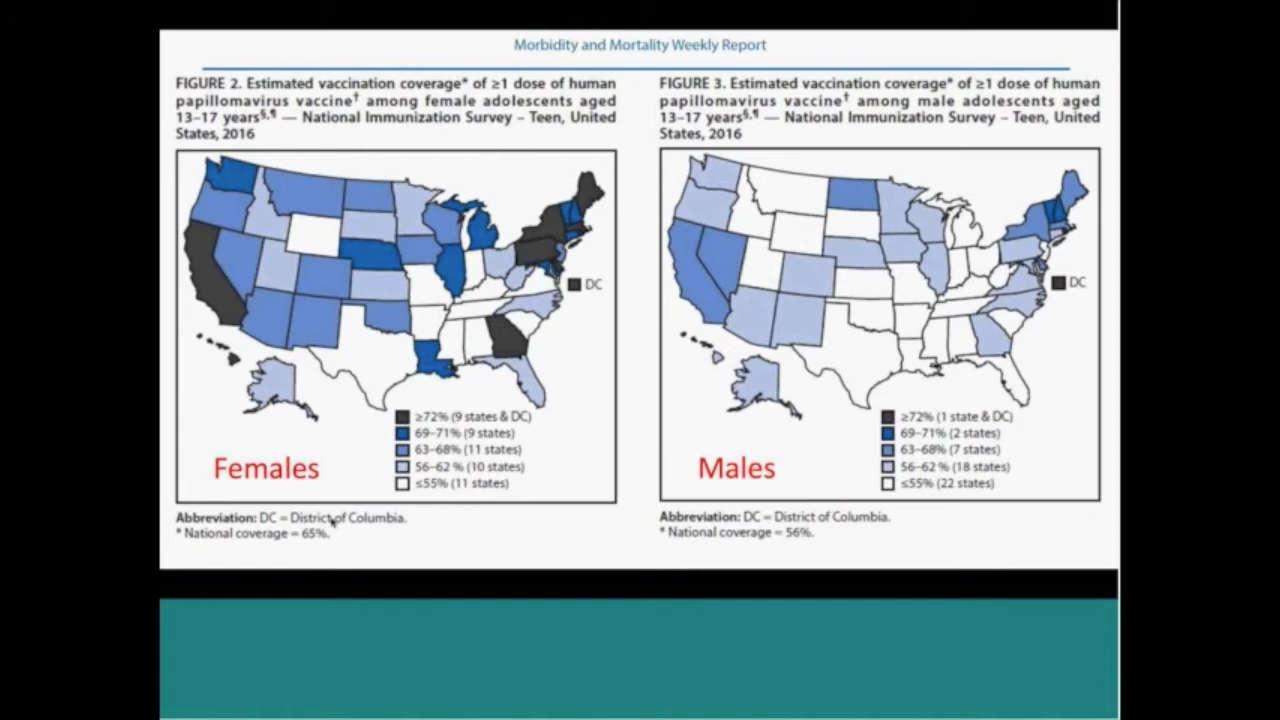 Morbidity and Mortality Weekly Report
FIGURE 2. Estimated vaccination coverage* of ≥1 dose of human
papillomavirus vaccine† among female adolescents aged
13–17 years§,¶ — National Immunization Survey – Teen, United
States, 2016
DC
≥72% (9 states & DC)
69–71% (9 states)
63–68% (11 states)
56–62 % (10 states)
≤55% (11 states)
Females
Abbreviation: DC = District of Columbia.
* National coverage = 65%.
FIGURE 3. Estimated vaccination coverage* of ≥1 dose of human
papillomavirus vaccine† among male adolescents aged
13–17 years§,¶ — National Immunization Survey – Teen, United
States, 2016
DC
≥72% (1 state & DC)
69–71% (2 states)
63–68% (7 states)
56–62 % (18 states)
≤55% (22 states)
Males
Abbreviation: DC = District of Columbia.
* National coverage = 56%.